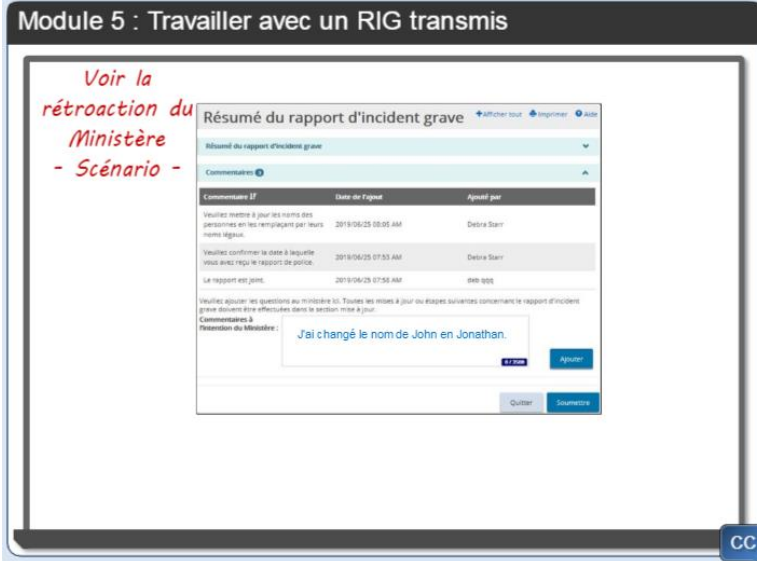 Module 5 : Travailler avec un RIG transmis
Voir la
rétroaction du
Ministère
- Scénario -
Résumé du rapport d'incident grave
+Afficher tout Imprimer Aide
Résumé du rapport d'incident grave
Commentaires 3
Commentaire Date de l'ajout Ajouté par
Veuillez mettre à jour les noms des
personnes en les remplaçant par leurs
noms légaux.
2019/06/25 08:05 AM Debra Starr
Veuillez confirmer la date à laquelle
vous avez reçu le rapport de police.
2019/06/25 07:53 AM Debra Starr
Le rapport est joint. 2019/06/25 07:58 AM deb qqq
Veuillez ajouter les questions au ministère ici. Toutes les mises à jour ou étapes suivantes concernant le rapport d'incident
grave doivent être effectuées dans la section mise à jour.
Commentaires à
l'intention du Ministère :
J'ai changé le nom de John en Jonathan.
Ajouter
Quitter Soumettre
CC